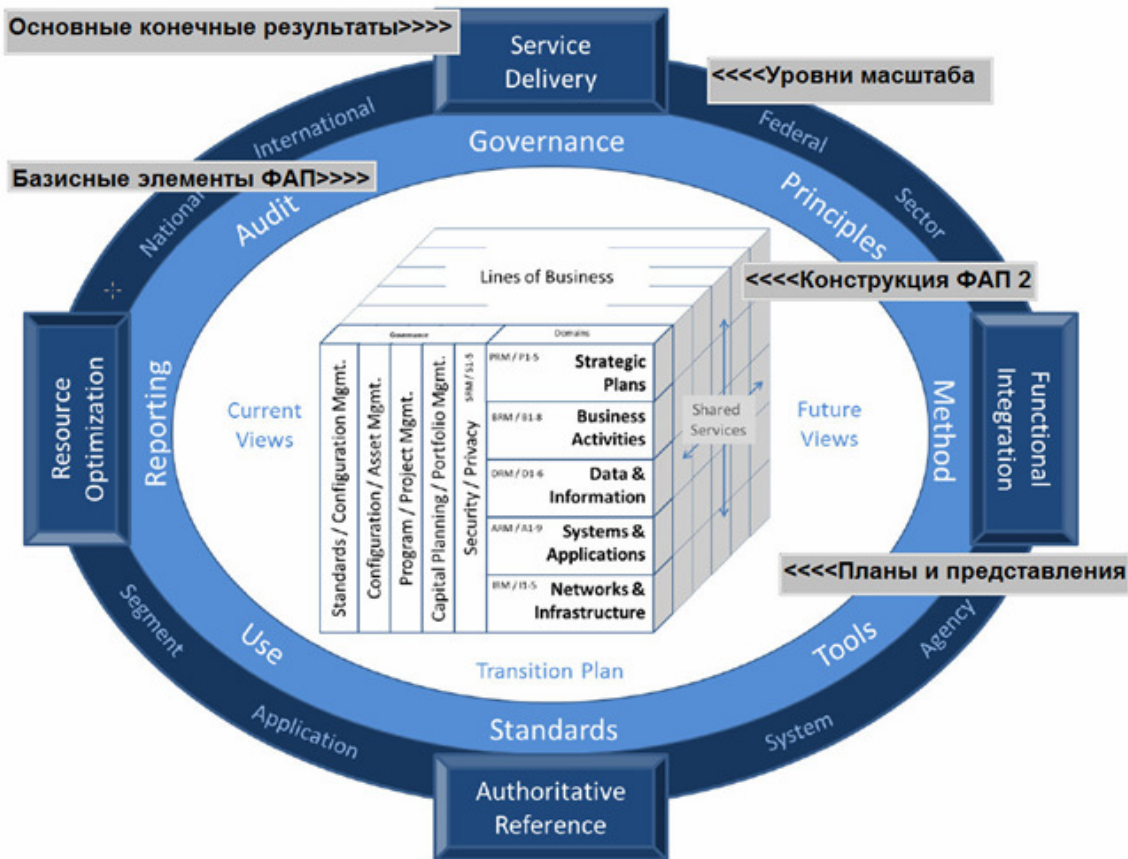 Основные конечные результаты>>>>
Service
Delivery
<<<<Уровни масштаба
International
Federal
Governance
Базисные элементы ФАП>>>>
National
Audit
Principles
Sector
Lines of Business
<<<<Конструкция ФАП 2
Governance
Domains
Resource
Optimization
Reporting
Current
Views
Standards / Configuration Mgmt.
Configuration / Asset Mgmt.
Program / Project Mgmt.
Capital Planning / Portfolio Mgmt.
Security / Privacy
SRM / S1-5
PRM / P1-5
Strategic
Plans
BRM / B1-8
Business
Activities
DRM / D1-6
Data &
Information
ARM / A1-9
Systems &
Applications
IRM / I1-5
Networks &
Infrastructure
Shared
Services
Future
Views
Method
Functional
Integration
<<<<Планы и представления
Segment
Use
Transition Plan
Tools
Agency
Application
Standards
System
Authoritative
Reference